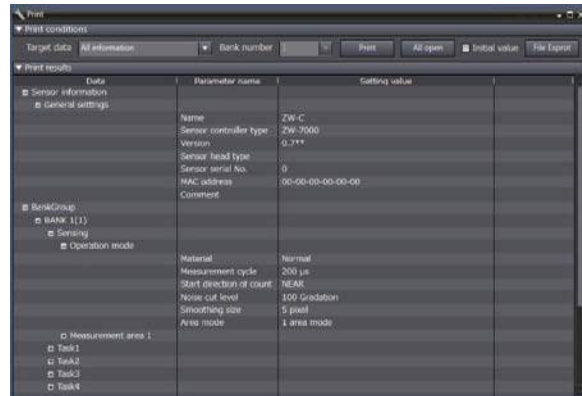 Print
Print conditions
Target data All information Bank number 1 Print All open Initial value File Exprot
Print results
Data Parameter name Setting value
Sensor information
General settings
Name ZW-C
Sensor controller type ZW-7000
Version 0.7**
Sensor head type
Sensor serial No. 0
MAC address 00-00-00-00-00-00
Comment
BankGroup
BANK 1(1)
Sensing
Operation mode
Material Normal
Measurement cycle 200 μs
Start direction of count NEAR
Noise cut level 100 Gradation
Smoothing size 5 pixel
Area mode 1 area mode
Measurement area 1
Task1
Task2
Task3
Task4